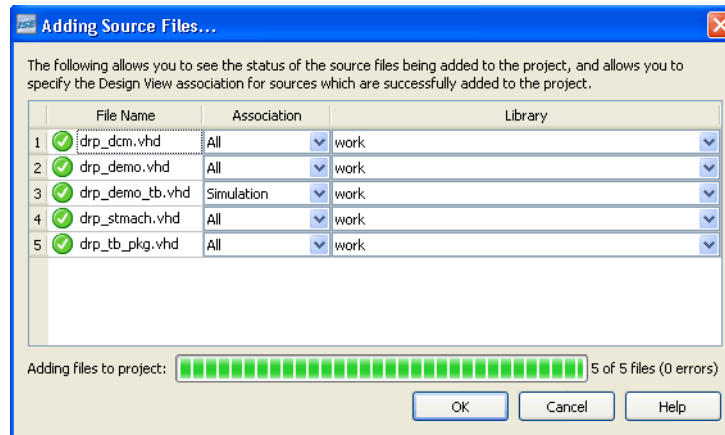 ISE Adding Source Files...
The following allows you to see the status of the source files being added to the project, and allows you to
specify the Design View association for sources which are successfully added to the project.
File Name Association Library
1 drp_dcm.vhd All work
2 drp_demo.vhd All work
3 drp_demo_tb.vhd Simulation work
4 drp_stmach.vhd All work
5 drp_tb_pkg.vhd All work
Adding files to project: 5 of 5 files (0 errors)
OK Cancel Help